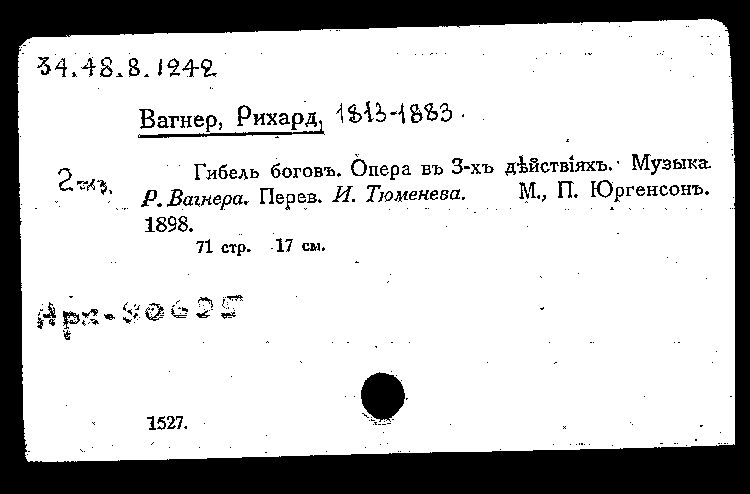 34.48.8.1242
Вагнер, Рихард, 1813-1883.
Гибель боговъ. Опера въ 3-хъ дѣйствіяхъ. Музыка
2 экз.
Р. Вагнера. Перев. И. Тюменева. М., П. Юргенсонъ.
1898.
71 стр. 17 см.
Арх.
1527.